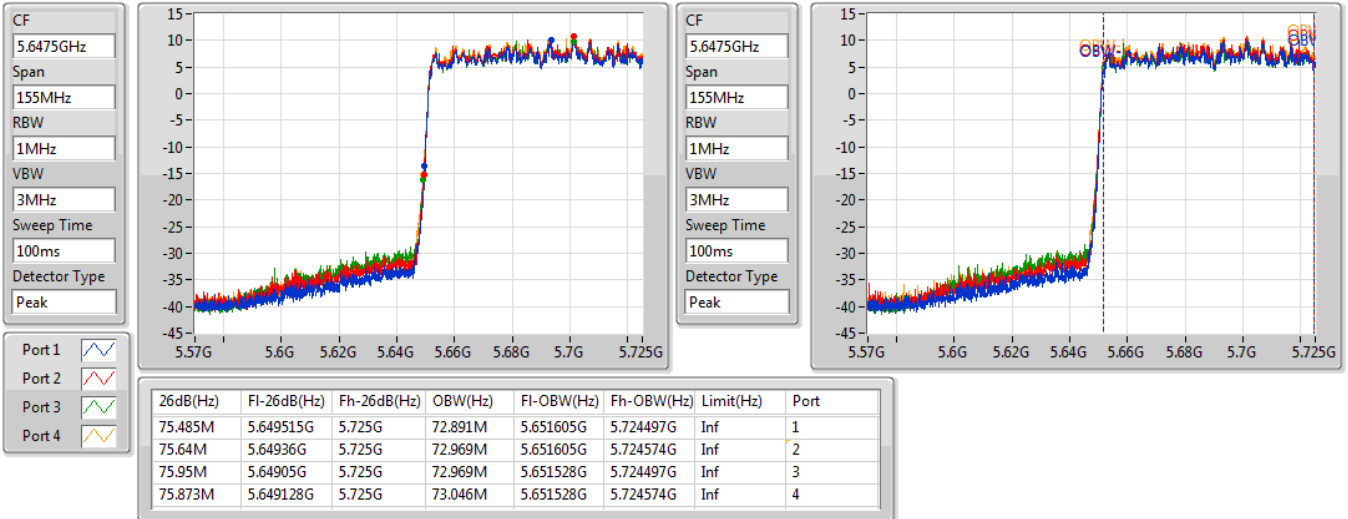 CF
5.6475GHz
Span
155MHz
RBW
1MHz
VBW
3MHz
Sweep Time
100ms
Detector Type
Peak
15
10
5
0
-5
-10
-15
-20
-25
-30
-35
-40
-45
5.57G 5.6G 5.62G 5.64G 5.66G 5.68G 5.7G 5.725G
CF
5.6475GHz
Span
155MHz
RBW
1MHz
VBW
3MHz
Sweep Time
100ms
Detector Type
Peak
15
10
5
0
-5
-10
-15
-20
-25
-30
-35
-40
-45
OBW-
OBW
5.57G 5.6G 5.62G 5.64G 5.66G 5.68G 5.7G 5.725G
Port 1
Port 2
Port 3
Port 4
26dB(Hz) Fl-26dB(Hz) Fh-26dB(Hz) OBW(Hz) Fl-OBW(Hz) Fh-OBW(Hz) Limit(Hz) Port
75.485M 5.649515G 5.725G 72.891M 5.651605G 5.724497G Inf 1
75.64M 5.64936G 5.725G 72.969M 5.651605G 5.724574G Inf 2
75.95M 5.64905G 5.725G 72.969M 5.651528G 5.724497G Inf 3
75.873M 5.649128G 5.725G 73.046M 5.651528G 5.724574G Inf 4